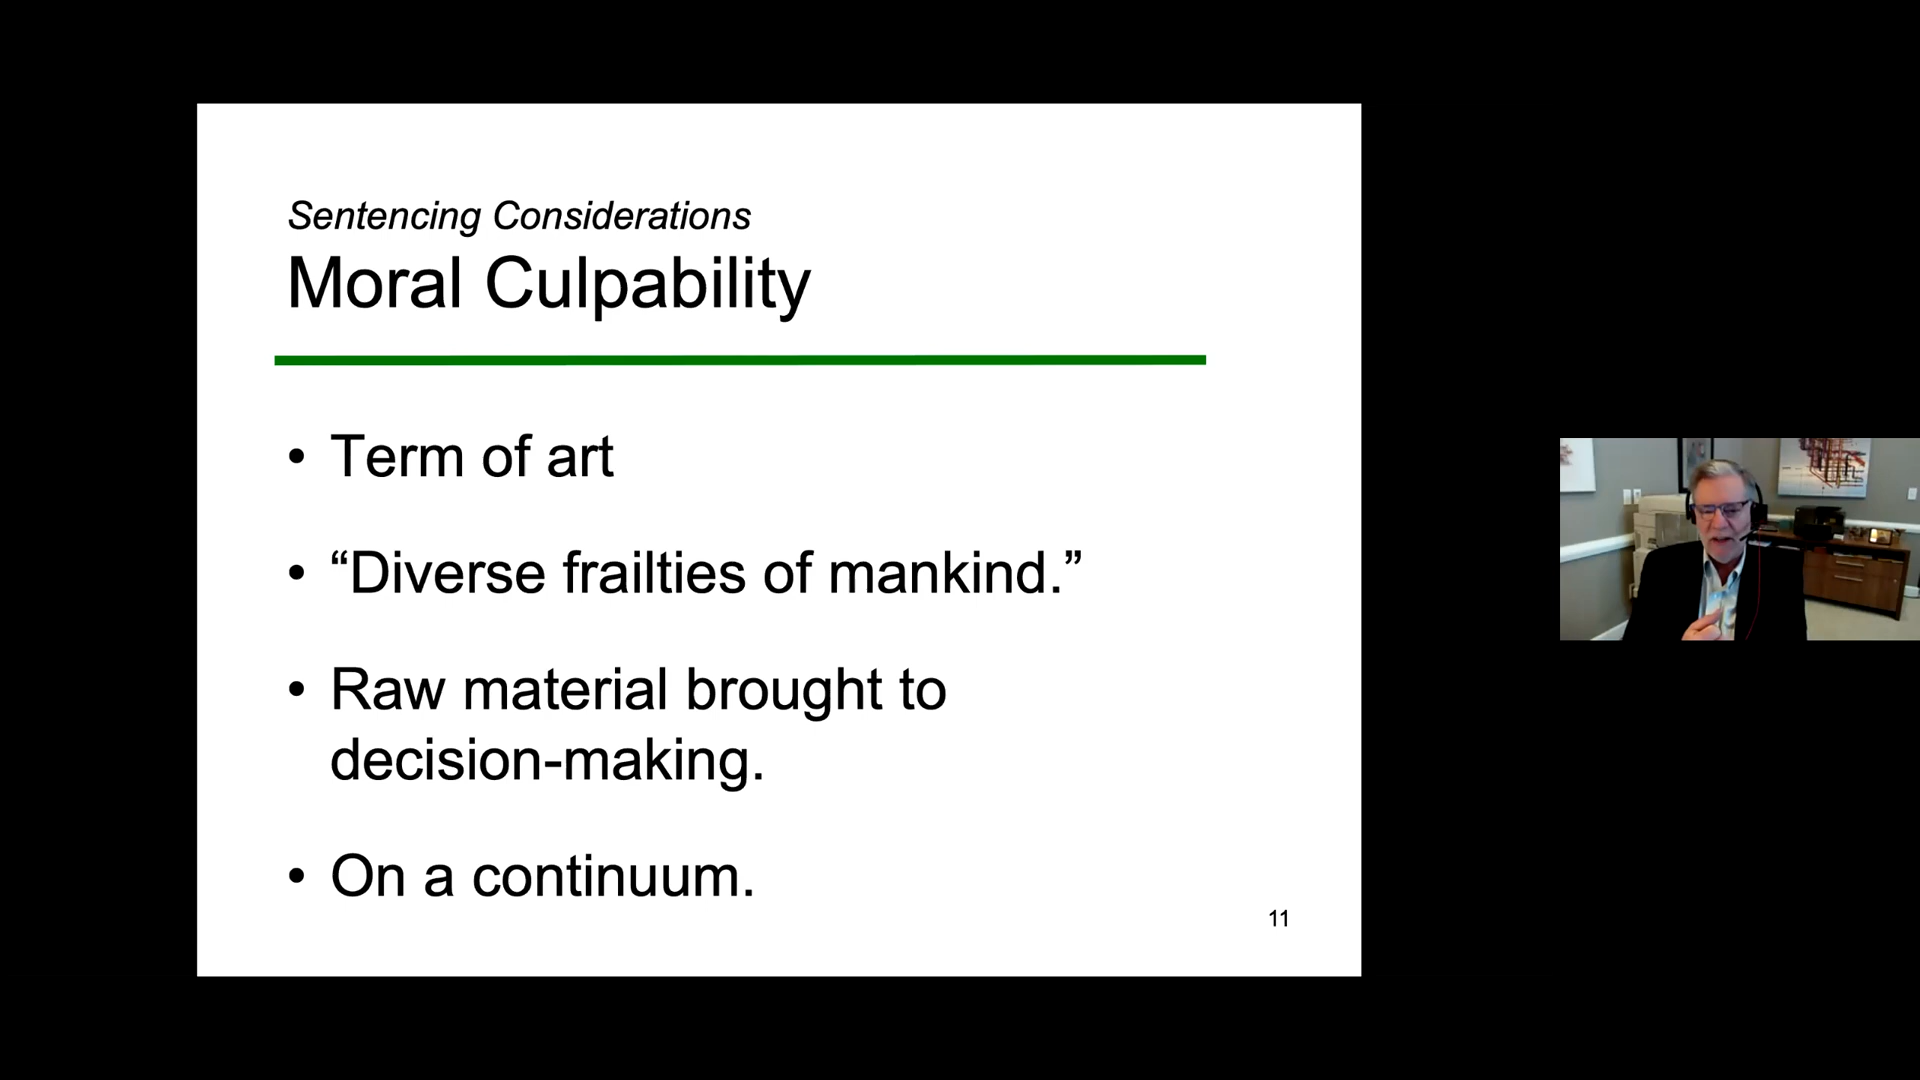 Sentencing Considerations
Moral Culpability
• Term of art
• “Diverse frailties of mankind.”
• Raw material brought to
decision-making.
• On a continuum.
11